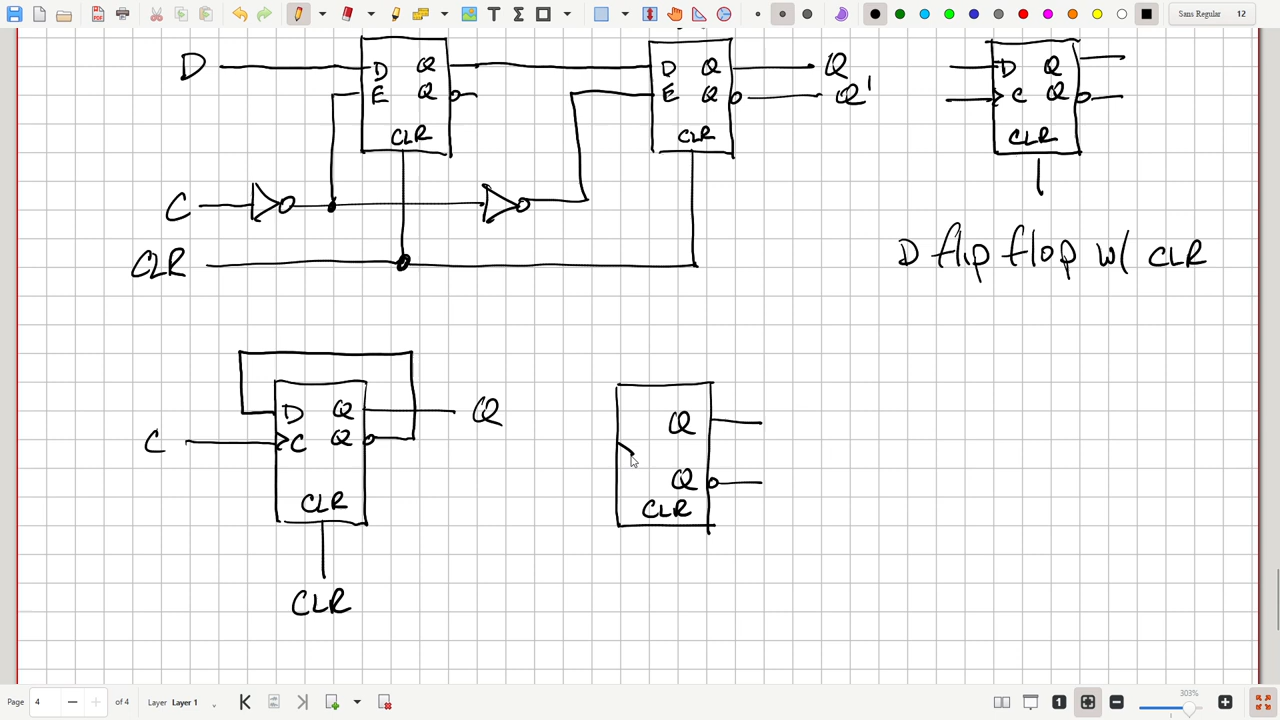 Sans Regular 12
D D Q D Q Q D Q
E Q E Q Q' C Q
CLR CLR CLR
C
CLR D flip flop w/ CLR
D Q Q Q
C C Q
Q
CLR CLR
CLR
Page 4 of 4 Layer Layer 1 303%